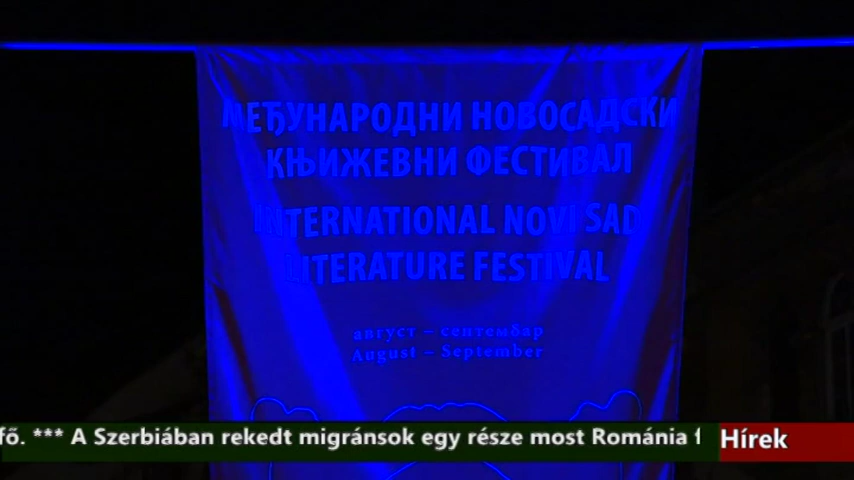 МЕЂУНАРОДНИ НОВОСАДСКИ
КЊИЖЕВНИ ФЕСТИВАЛ
INTERNATIONAL NOVI SAD
LITERATURE FESTIVAL
август – септембар
August – September
fő. *** A Szerbiában rekedt migránsok egy része most Románia
Hírek